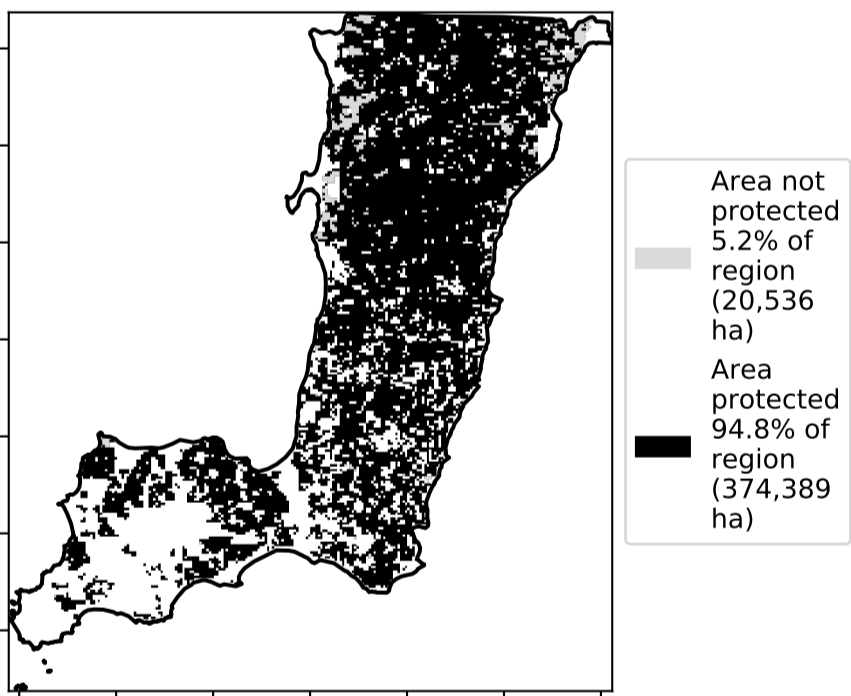 Area not
protected
5.2% of
region
(20,536
ha)
Area
protected
94.8% of
region
(374,389
ha)